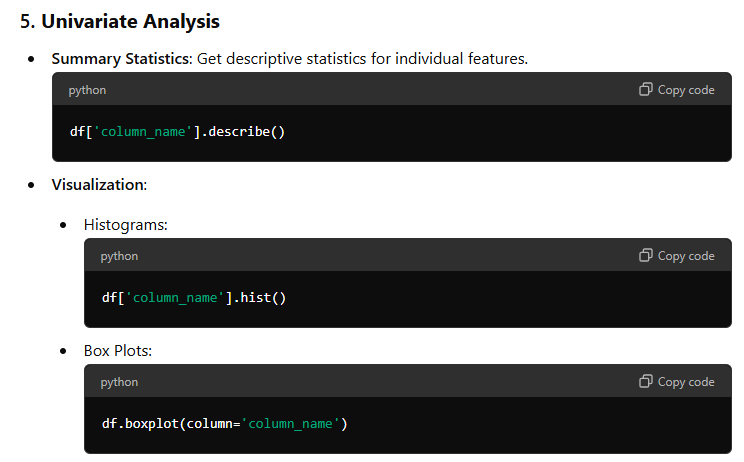 5. Univariate Analysis
• Summary Statistics: Get descriptive statistics for individual features.
python Copy code
df['column_name'].describe()
• Visualization:
• Histograms:
python Copy code
df['column_name'].hist()
• Box Plots:
python Copy code
df.boxplot(column='column_name')